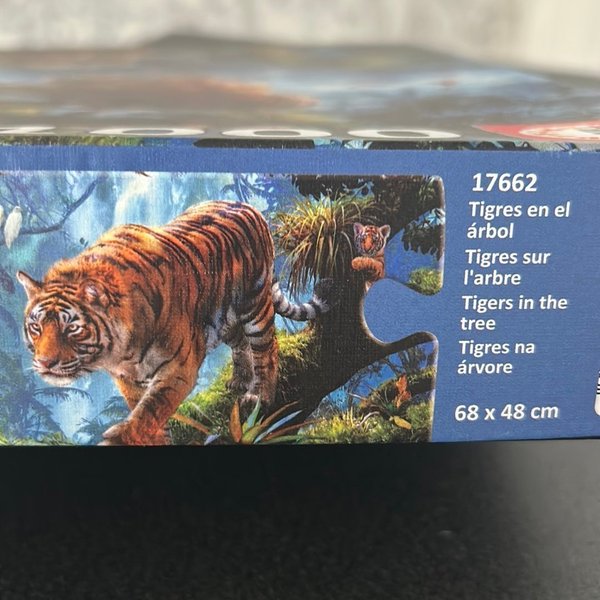 17662
Tigres en el
árbol
Tigres sur
l'arbre
Tigers in the
tree
Tigres na
árvore
68 x 48 cm